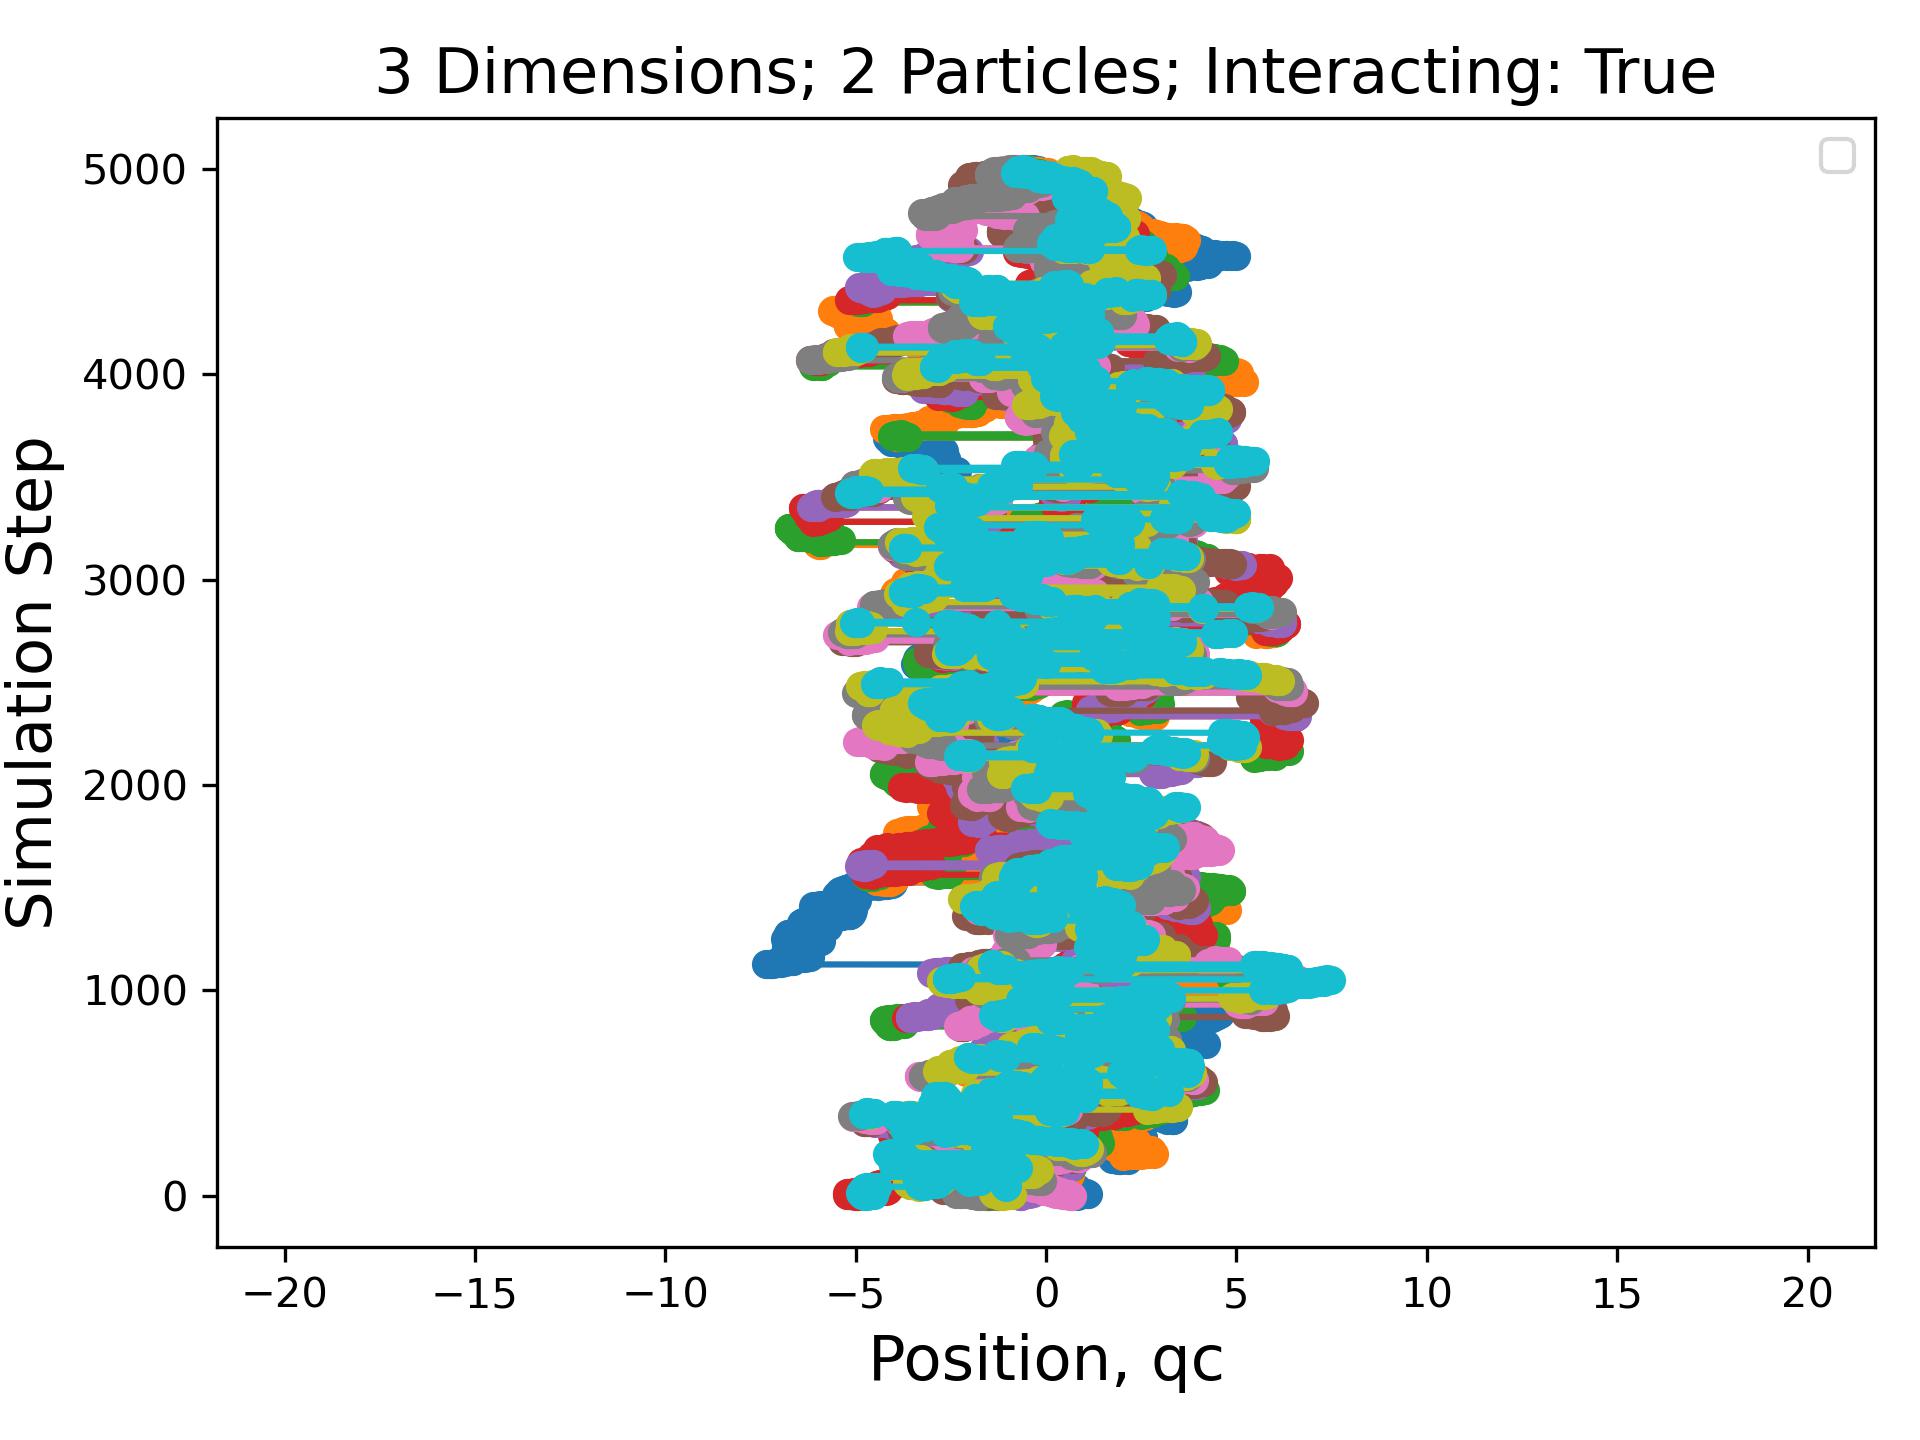 3 Dimensions; 2 Particles; Interacting: True
Simulation Step
5000
4000
3000
2000
1000
0
−20 −15 −10 −5 0 5 10 15 20
Position, qc